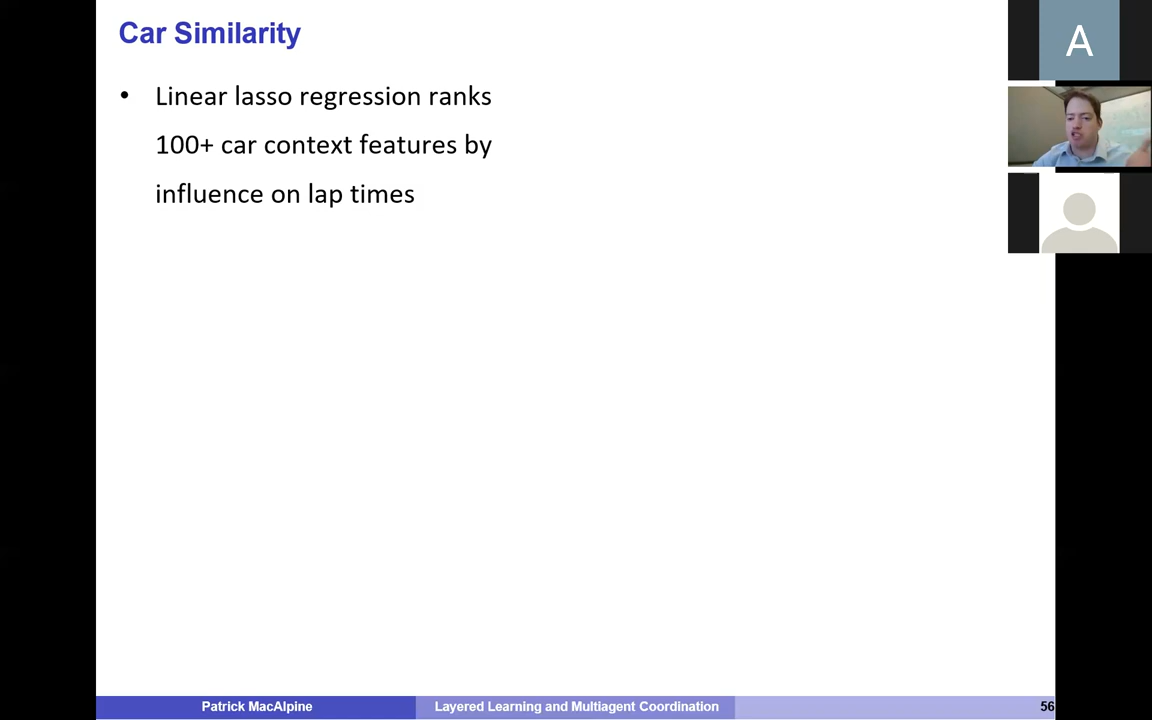 Car Similarity
• Linear lasso regression ranks
100+ car context features by
influence on lap times
A
Patrick MacAlpine
Layered Learning and Multiagent Coordination
56